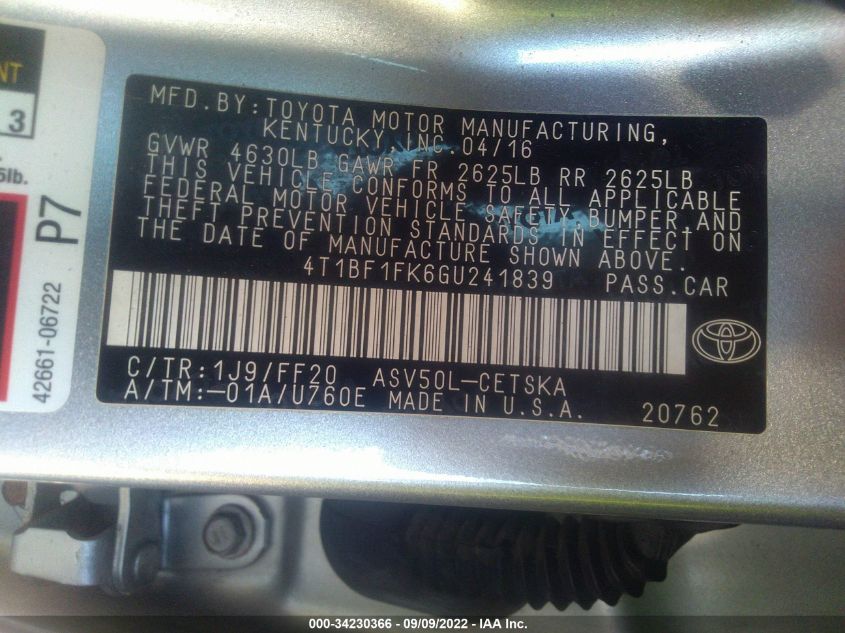 NT
3
5lb.
P7
42661-06722
MFD.BY:TOYOTA MOTOR MANUFACTURING,
KENTUCKY,INC.04/16
GVWR 4630LB GAWR FR 2625LB RR 2625LB
THIS VEHICLE CONFORMS TO ALL APPLICABLE
FEDERAL MOTOR VEHICLE SAFETY,BUMPER,AND
THEFT PREVENTION STANDARDS IN EFFECT ON
THE DATE OF MANUFACTURE SHOWN ABOVE.
4T1BF1FK6GU241839 PASS.CAR
C/TR:1J9/FF20 ASV50L-CETSKA
A/TM:-01A/U760E MADE IN U.S.A. 20762
000-34230366 - 09/09/2022 - IAA Inc.